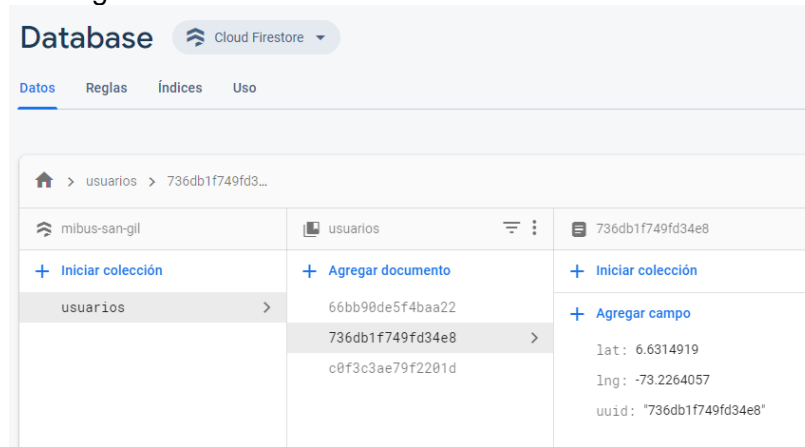 Database Cloud Firestore
Datos Reglas Índices Uso
> usuarios > 736db1f749fd3...
mibus-san-gil
usuarios
736db1f749fd34e8
+ Iniciar colección
+ Agregar documento
+ Iniciar colección
usuarios >
66bb90de5f4baa22
736db1f749fd34e8 >
c0f3c3ae79f2201d
+ Agregar campo
lat: 6.6314919
lng: -73.2264057
uuid: "736db1f749fd34e8"